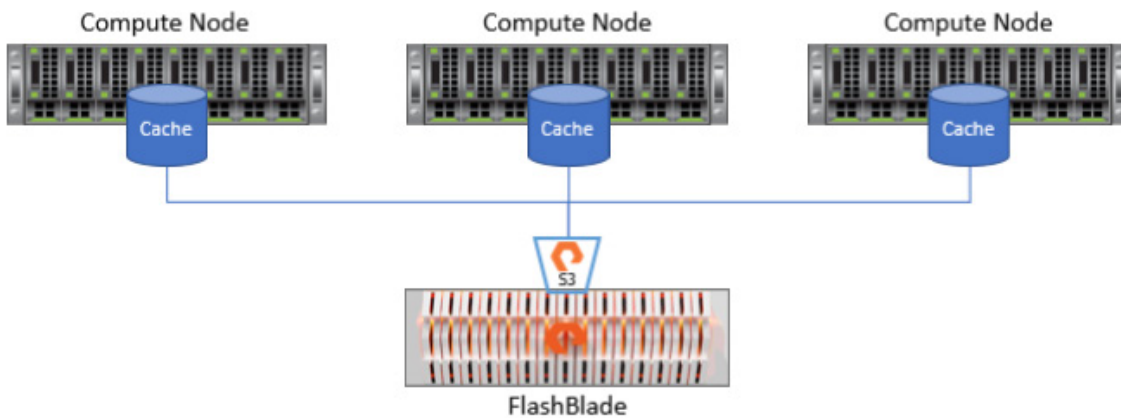 Compute Node
Compute Node
Compute Node
Cache
Cache
Cache
S3
FlashBlade